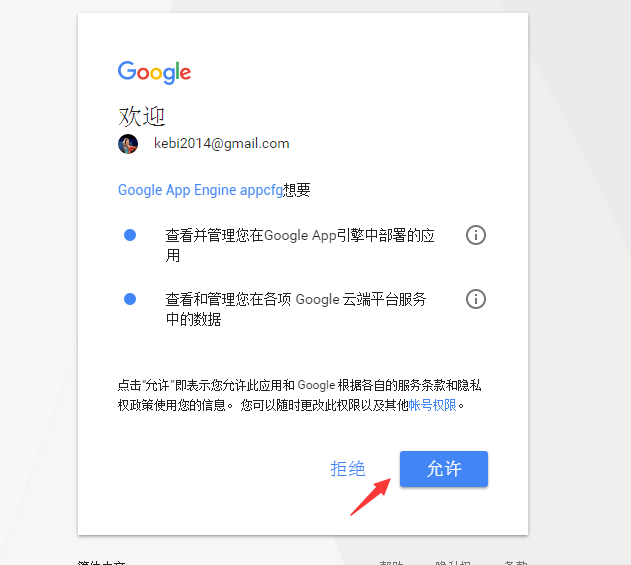 Google
欢迎
kebi2014@gmail.com
Google App Engine appcfg想要
查看并管理您在Google App引擎中部署的应
用
查看和管理您在各项 Google 云端平台服务
中的数据
点击“允许”即表示您允许此应用和 Google 根据各自的服务条款和隐私
权政策使用您的信息。 您可以随时更改此权限以及其他帐号权限。
拒绝 允许